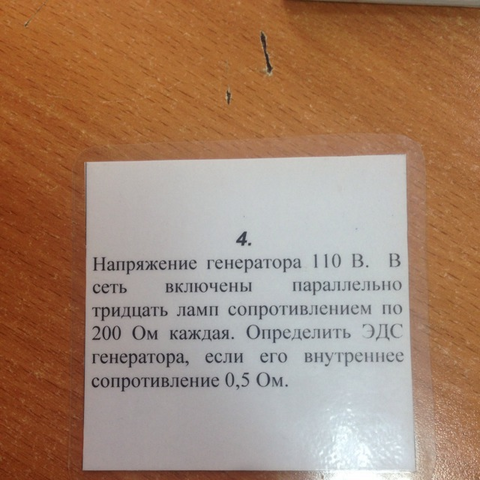 4.
Напряжение генератора 110 В. В
сеть включены параллельно
тридцать ламп сопротивлением по
200 Ом каждая. Определить ЭДС
генератора, если его внутреннее
сопротивление 0,5 Ом.